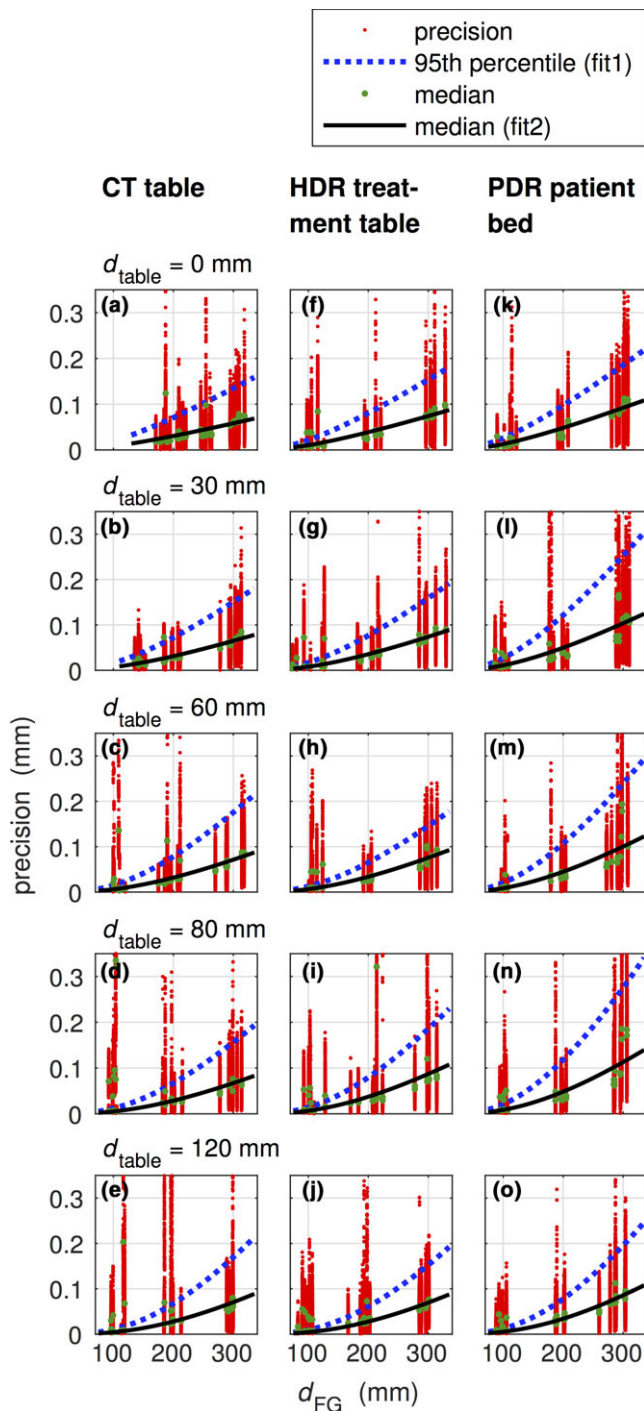 precision
95th percentile (fit1)
median
median (fit2)
CT table
HDR treat-
ment table
PDR patient
bed
d_table = 0 mm
(a)
(f)
(k)
0.3
0.2
0.1
0
d_table = 30 mm
(b)
(g)
(l)
0.3
0.2
0.1
0
d_table = 60 mm
(c)
(h)
(m)
0.3
0.2
0.1
0
precision (mm)
d_table = 80 mm
(d)
(i)
(n)
0.3
0.2
0.1
0
d_table = 120 mm
(e)
(j)
(o)
0.3
0.2
0.1
0
100 200 300 100 200 300 100 200 300
d_FG (mm)